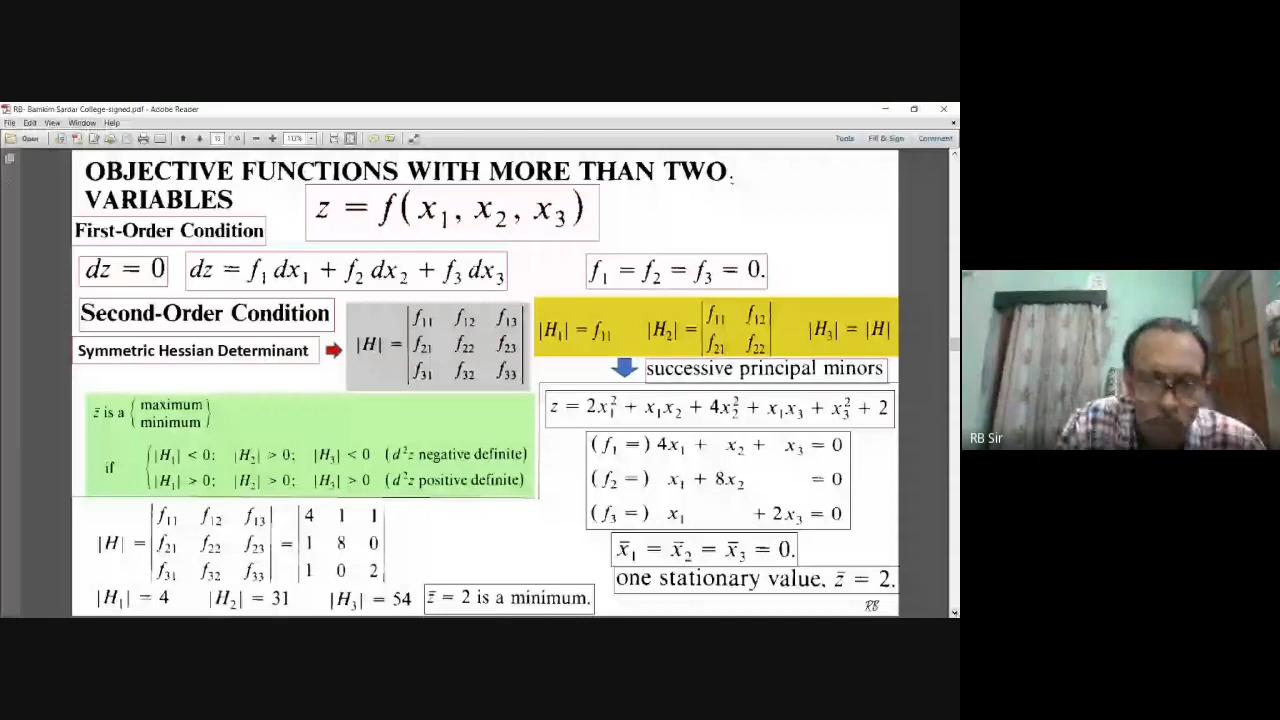 RB- Bamkim Sardar College-signed.pdf - Adobe Reader
File Edit View Window Help
Open 113% Tools Fill & Sign Comment
OBJECTIVE FUNCTIONS WITH MORE THAN TWO
VARIABLES
z = f(x₁, x₂, x₃)
First-Order Condition
dz = 0
dz = f₁ dx₁ + f₂ dx₂ + f₃ dx₃
f₁ = f₂ = f₃ = 0.
Second-Order Condition
Symmetric Hessian Determinant
|H| = | f₁₁ f₁₂ f₁₃ |
| f₂₁ f₂₂ f₂₃ |
| f₃₁ f₃₂ f₃₃ |
|H₁| = f₁₁ |H₂| = | f₁₁ f₁₂ | |H₃| = |H|
| f₂₁ f₂₂ |
successive principal minors
z̄ is a { maximum
minimum }
if { |H₁| < 0; |H₂| > 0; |H₃| < 0 (d²z negative definite)
|H₁| > 0; |H₂| > 0; |H₃| > 0 (d²z positive definite)
z = 2x₁² + x₁x₂ + 4x₂² + x₁x₃ + x₃² + 2
(f₁ =) 4x₁ + x₂ + x₃ = 0
(f₂ =) x₁ + 8x₂ = 0
(f₃ =) x₁ + 2x₃ = 0
x̄₁ = x̄₂ = x̄₃ = 0.
one stationary value, z̄ = 2.
|H| = | f₁₁ f₁₂ f₁₃ | = | 4 1 1 |
| f₂₁ f₂₂ f₂₃ | | 1 8 0 |
| f₃₁ f₃₂ f₃₃ | | 1 0 2 |
|H₁| = 4 |H₂| = 31 |H₃| = 54
z̄ = 2 is a minimum.
RB
RB Sir